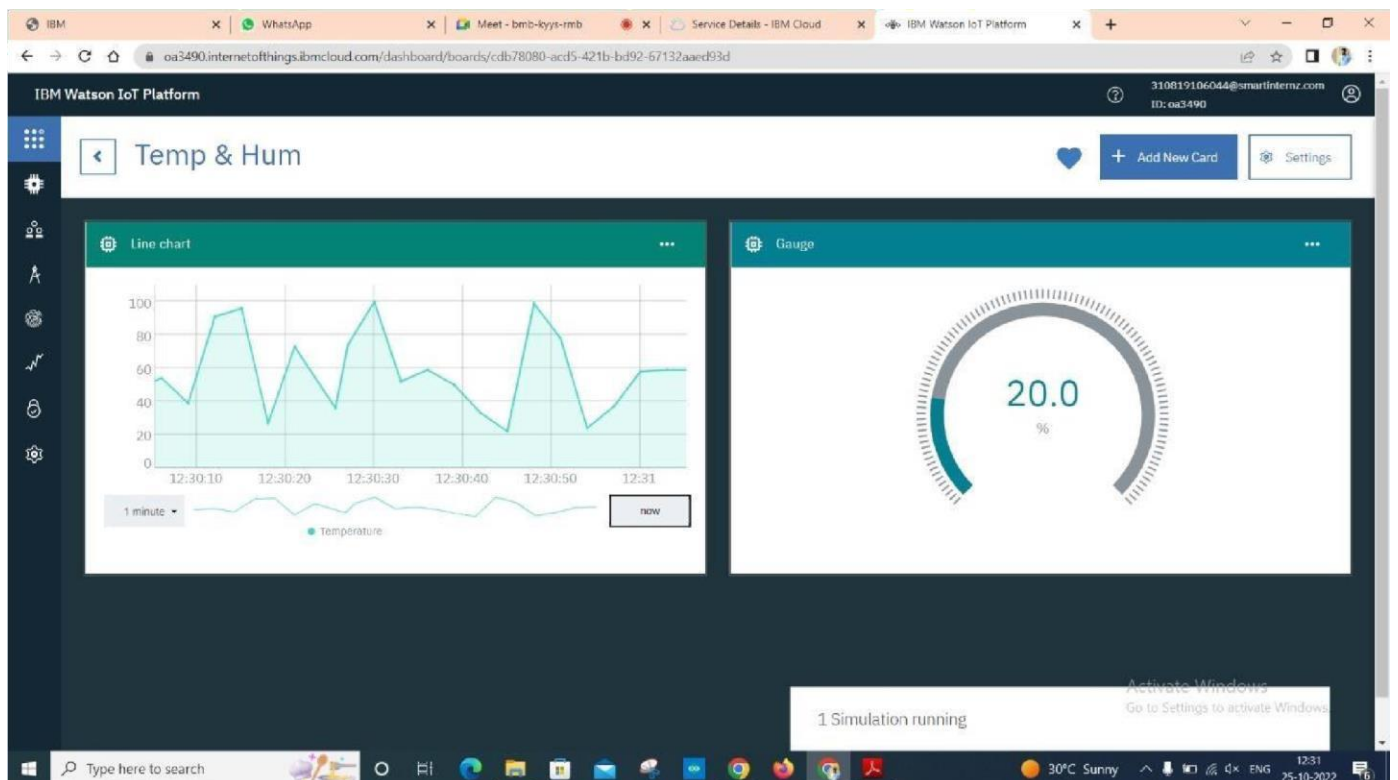 IBM
WhatsApp
Meet - bmb-kyys-rmb
Service Details - IBM Cloud
IBM Watson IoT Platform
oa3490.internetofthings.ibmcloud.com/dashboard/boards/cdb78080-acd5-421b-bd92-67132aaed93d
IBM Watson IoT Platform
310819106044@smartinternz.com
ID: oa3490
Temp & Hum
Add New Card
Settings
Line chart
Gauge
100
80
60
40
20
0
12:30:10 12:30:20 12:30:30 12:30:40 12:30:50 12:31
1 minute
now
Temperature
20.0
%
Activate Windows
Go to Settings to activate Windows.
1 Simulation running
Type here to search
30°C Sunny
ENG
12:31
25-10-2022